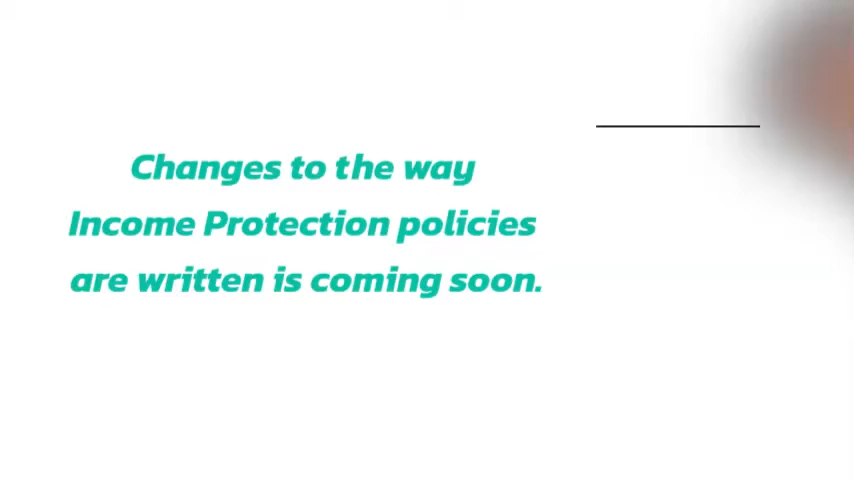 Changes to the way
Income Protection policies
are written is coming soon.